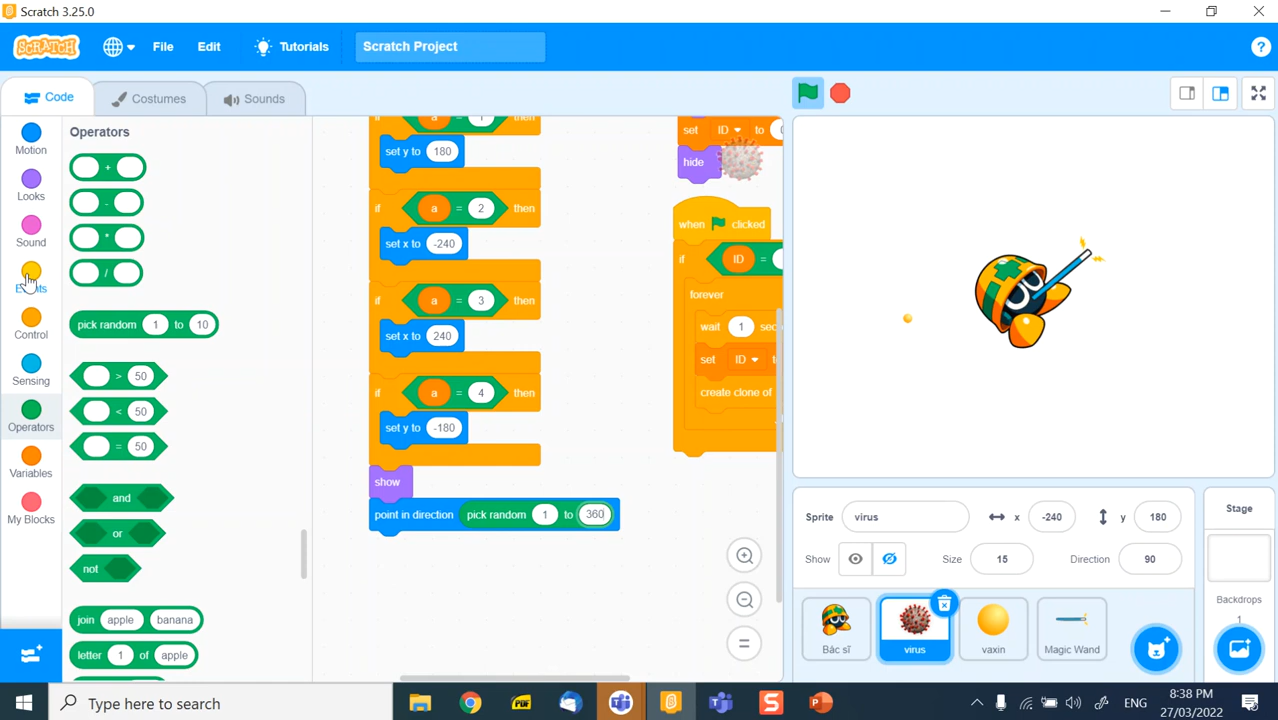 Scratch 3.25.0
SCRATCH
File
Edit
Tutorials
Scratch Project
?
Code
Costumes
Sounds
Motion
Looks
Sound
Events
Control
Sensing
Operators
Variables
My Blocks
Operators
+
-
*
/
pick random 1 to 10
> 50
< 50
= 50
and
or
not
join apple banana
letter 1 of apple
if a = 1 then
set y to 180
if a = 2 then
set x to -240
if a = 3 then
set x to 240
if a = 4 then
set y to -180
show
point in direction pick random 1 to 360
set ID to
hide
when clicked
if ID =
forever
wait 1
set ID
create clone of
Sprite virus x -240 y 180
Show Size 15 Direction 90
Bác sĩ
virus
vaxin
Magic Wand
Stage
Backdrops
1
Type here to search
PDF
S
P
ENG
8:38 PM
27/03/2022